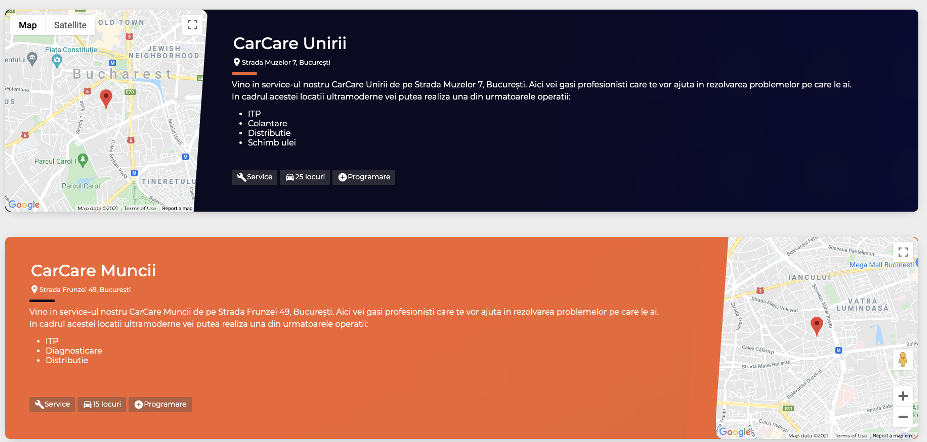 Map
Satellite
OLD TOWN
Piața Constituției
JEWISH
NEIGHBORHOOD
Bucharest
E70
Parcul Carol I
Parcul Carol
TINERETULUI
Google
Map data ©2021
Terms of Use
Report a map
CarCare Unirii
Strada Muzelor 7, București
Vino in service-ul nostru CarCare Unirii de pe Strada Muzelor 7, București. Aici vei gasi profesionisti care te vor ajuta in rezolvarea problemelor pe care le ai.
In cadrul acestei locatii ultramoderne vei putea realiza una din urmatoarele operatii:
• ITP
• Colantare
• Distributie
• Schimb ulei
Service
25 locuri
Programare
CarCare Muncii
Strada Frunzei 49, București
Vino in service-ul nostru CarCare Muncii de pe Strada Frunzei 49, București. Aici vei gasi profesionisti care te vor ajuta in rezolvarea problemelor pe care le ai.
In cadrul acestei locatii ultramoderne vei putea realiza una din urmatoarele operatii:
• ITP
• Diagnosticare
• Distributie
Service
15 locuri
Programare
Mega Mall București
IANCULUI
VATRA
LUMINOASĂ
Calea Călărași
Google
Map data ©2021
Terms of Use
Report a map